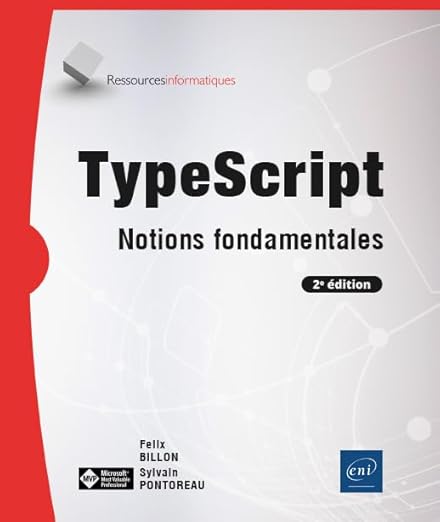 Ressourcesinformatiques
TypeScript
Notions fondamentales
2e édition
Felix
BILLON
MVP
Microsoft®
Most Valuable
Professional
Sylvain
PONTOREAU
eni